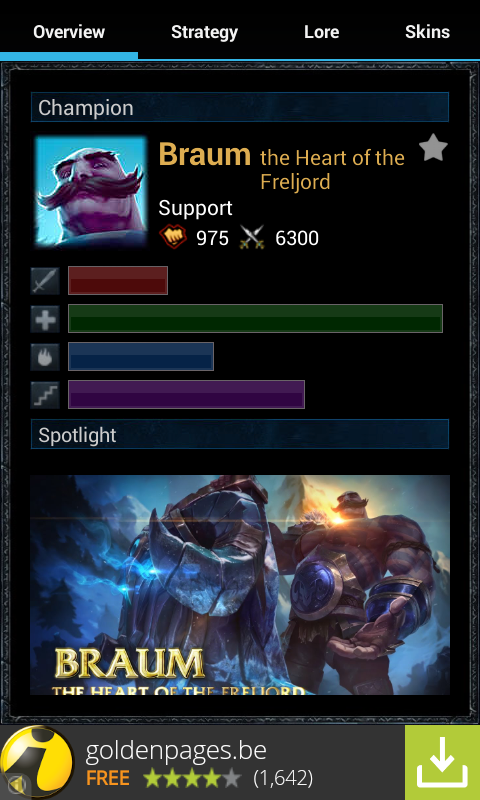 Overview Strategy Lore Skins
Champion
Braum the Heart of the
Freljord
Support
975 6300
Spotlight
BRAUM
THE HEART OF THE FRELJORD
goldenpages.be
FREE (1,642)